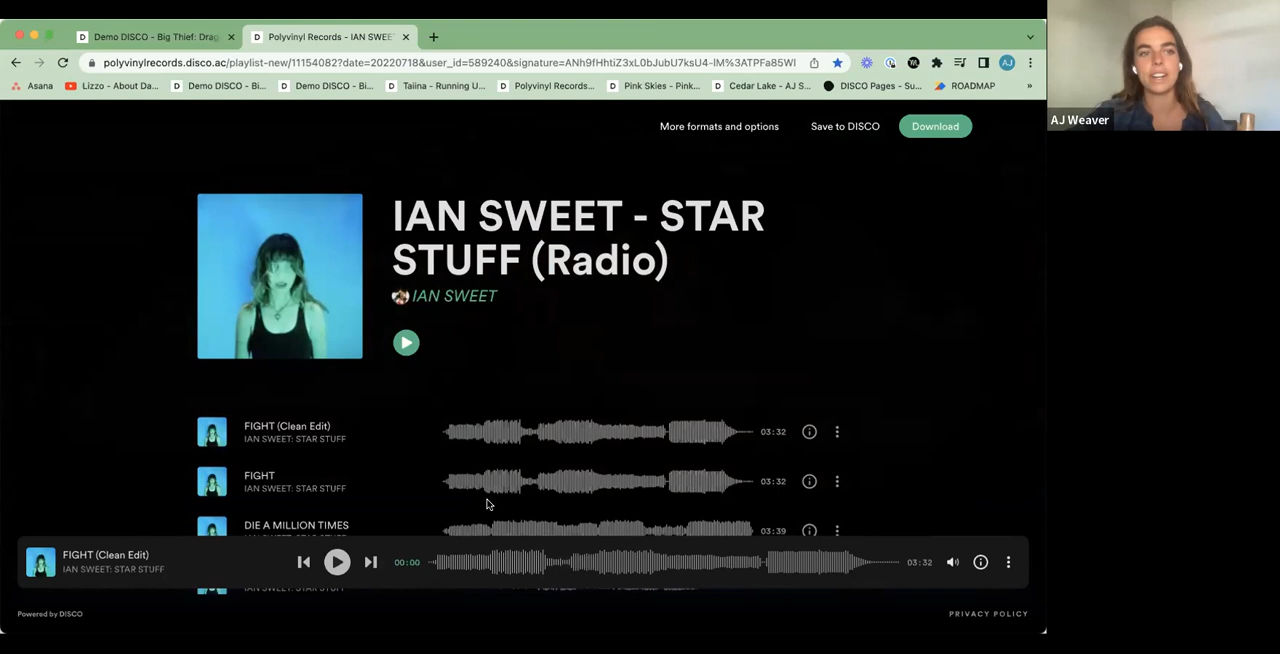 Demo DISCO - Big Thief: Drag
Polyvinyl Records - IAN SWEE
polyvinylrecords.disco.ac/playlist-new/11154082?date=20220718&user_id=589240&signature=ANh9fHhtiZ3xL0bJubU7ksU4-lM%3ATPFa85WI
AJ
Asana
Lizzo - About Da...
Demo DISCO - Bi...
Demo DISCO - Bi...
Taiina - Running U...
Polyvinyl Records...
Pink Skies - Pink...
Cedar Lake - AJ S...
DISCO Pages - Su...
ROADMAP
»
AJ Weaver
More formats and options
Save to DISCO
Download
IAN SWEET - STAR
STUFF (Radio)
IAN SWEET
FIGHT (Clean Edit)
IAN SWEET: STAR STUFF
03:32
FIGHT
IAN SWEET: STAR STUFF
03:32
DIE A MILLION TIMES
03:39
FIGHT (Clean Edit)
IAN SWEET: STAR STUFF
00:00
03:32
IAN SWEET: STAR STUFF
Powered by DISCO
PRIVACY POLICY